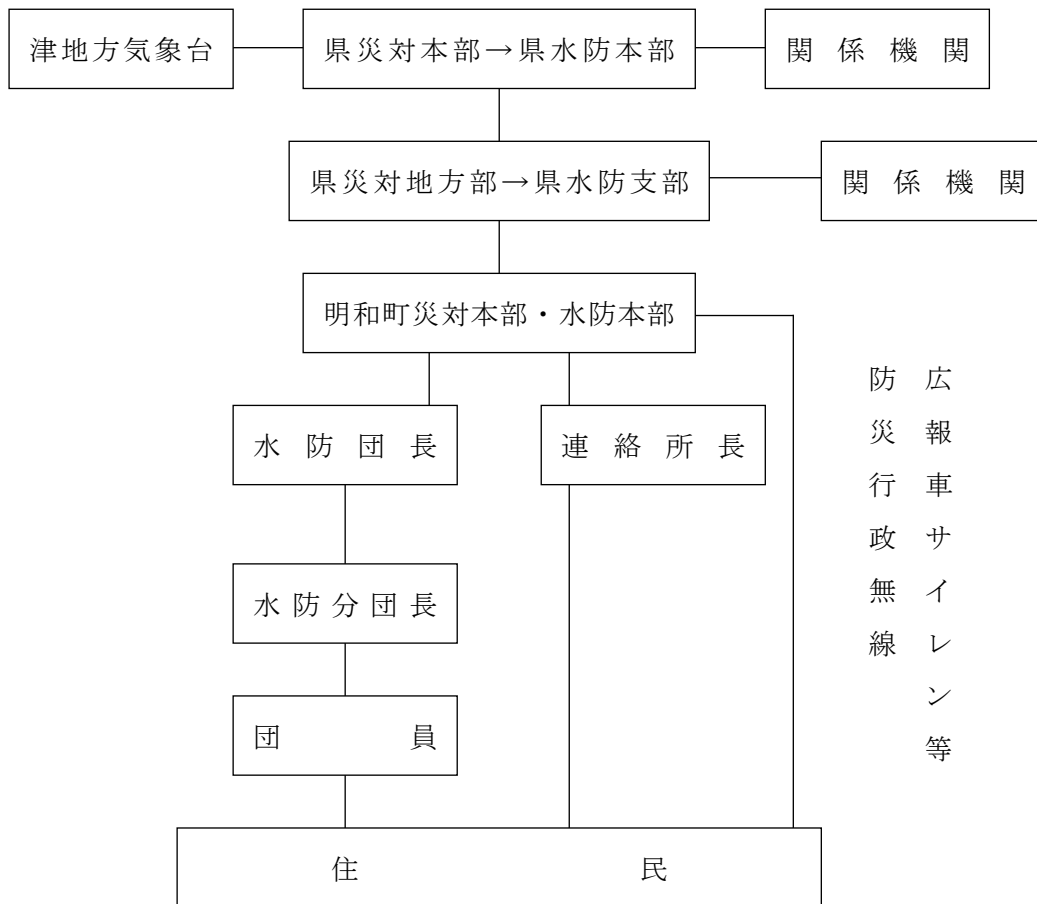 津地方気象台
県災対本部→県水防本部
関係機関
県災対地方部→県水防支部
関係機関
明和町災対本部・水防本部
広報車サイレン等
防災行政無線
水防団長
連絡所長
水防分団長
団員
住民